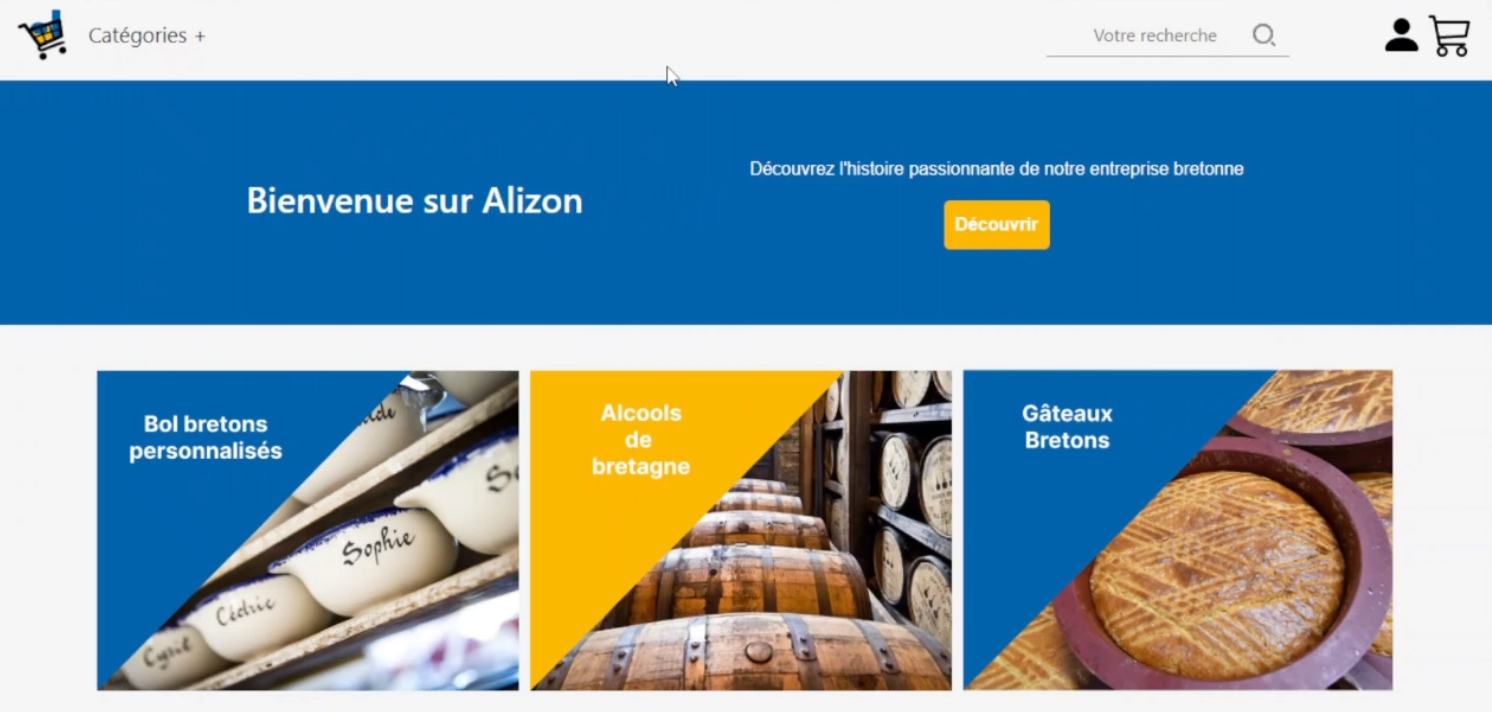 Catégories +
Votre recherche
Bienvenue sur Alizon
Découvrez l'histoire passionnante de notre entreprise bretonne
Découvrir
Bol bretons
personnalisés
Sophie
Cédric
Cyril
Alcools
de
bretagne
Gâteaux
Bretons